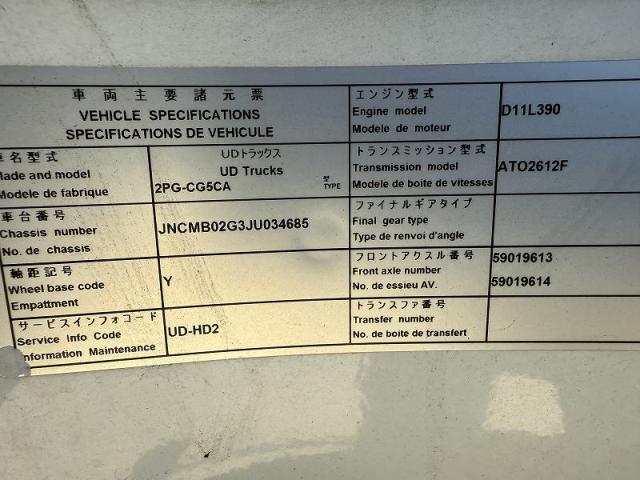 車両主要諸元票
VEHICLE SPECIFICATIONS
SPECIFICATIONS DE VEHICULE
車名型式
Made and model
Modele de fabrique
UDトラックス
UD Trucks
2PG-CG5CA
型
TYPE
車台番号
Chassis number
No. de chassis
JNCMB02G3JU034685
軸距記号
Wheel base code
Empattment
Y
サービスインフォコード
Service Info Code
Information Maintenance
UD-HD2
エンジン型式
Engine model
Modele de moteur
D11L390
トランスミッション型式
Transmission model
Modele de boite de vitesses
ATO2612F
ファイナルギアタイプ
Final gear type
Type de renvoi d'angle
フロントアクスル番号
Front axle number
No. de essieu AV.
59019613
59019614
トランスファ番号
Transfer number
No. de boite de transfert